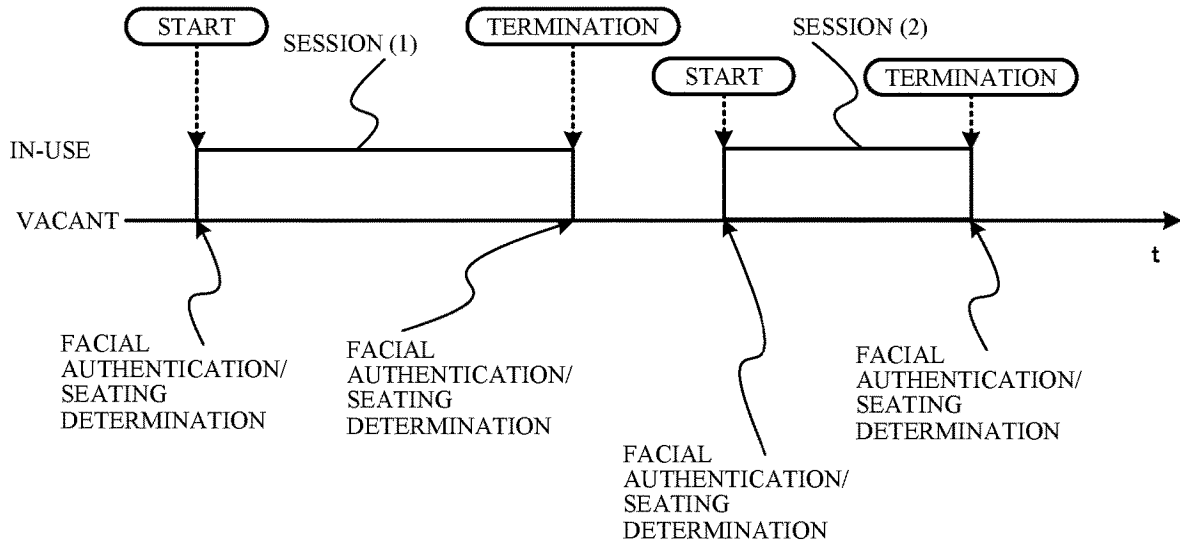 START
SESSION (1)
TERMINATION
SESSION (2)
START
TERMINATION
IN-USE
VACANT
t
FACIAL
AUTHENTICATION/
SEATING
DETERMINATION
FACIAL
AUTHENTICATION/
SEATING
DETERMINATION
FACIAL
AUTHENTICATION/
SEATING
DETERMINATION
FACIAL
AUTHENTICATION/
SEATING
DETERMINATION